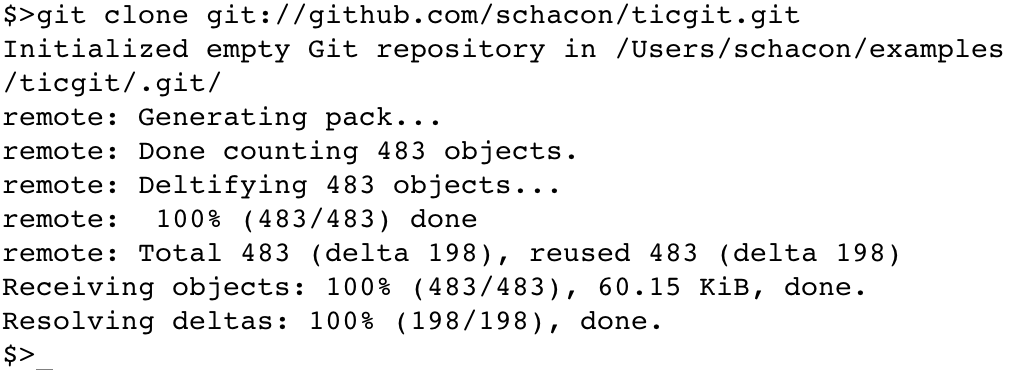 $>git clone git://github.com/schacon/ticgit.git
Initialized empty Git repository in /Users/schacon/examples
/ticgit/.git/
remote: Generating pack...
remote: Done counting 483 objects.
remote: Deltifying 483 objects...
remote:  100% (483/483) done
remote: Total 483 (delta 198), reused 483 (delta 198)
Receiving objects: 100% (483/483), 60.15 KiB, done.
Resolving deltas: 100% (198/198), done.
$>_